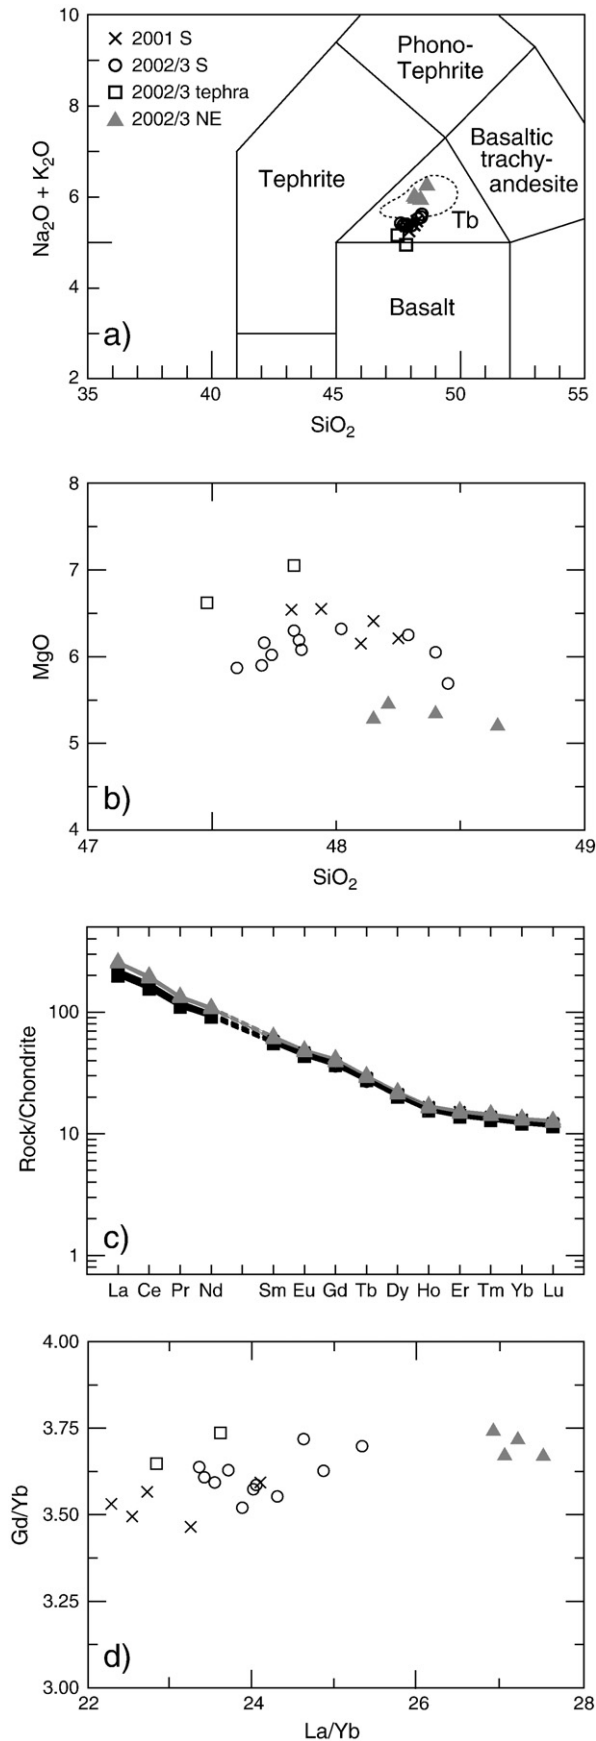 10
8
6
4
2
Na₂O + K₂O
2001 S
2002/3 S
2002/3 tephra
2002/3 NE
Phono-
Tephrite
Basaltic
trachy-
andesite
Tephrite
Tb
Basalt
a)
35 40 45 50 55
SiO₂
8
7
6
5
4
MgO
b)
47 48 49
SiO₂
100
10
1
Rock/Chondrite
c)
La Ce Pr Nd Sm Eu Gd Tb Dy Ho Er Tm Yb Lu
4.00
3.75
3.50
3.25
3.00
Gd/Yb
d)
22 24 26 28
La/Yb